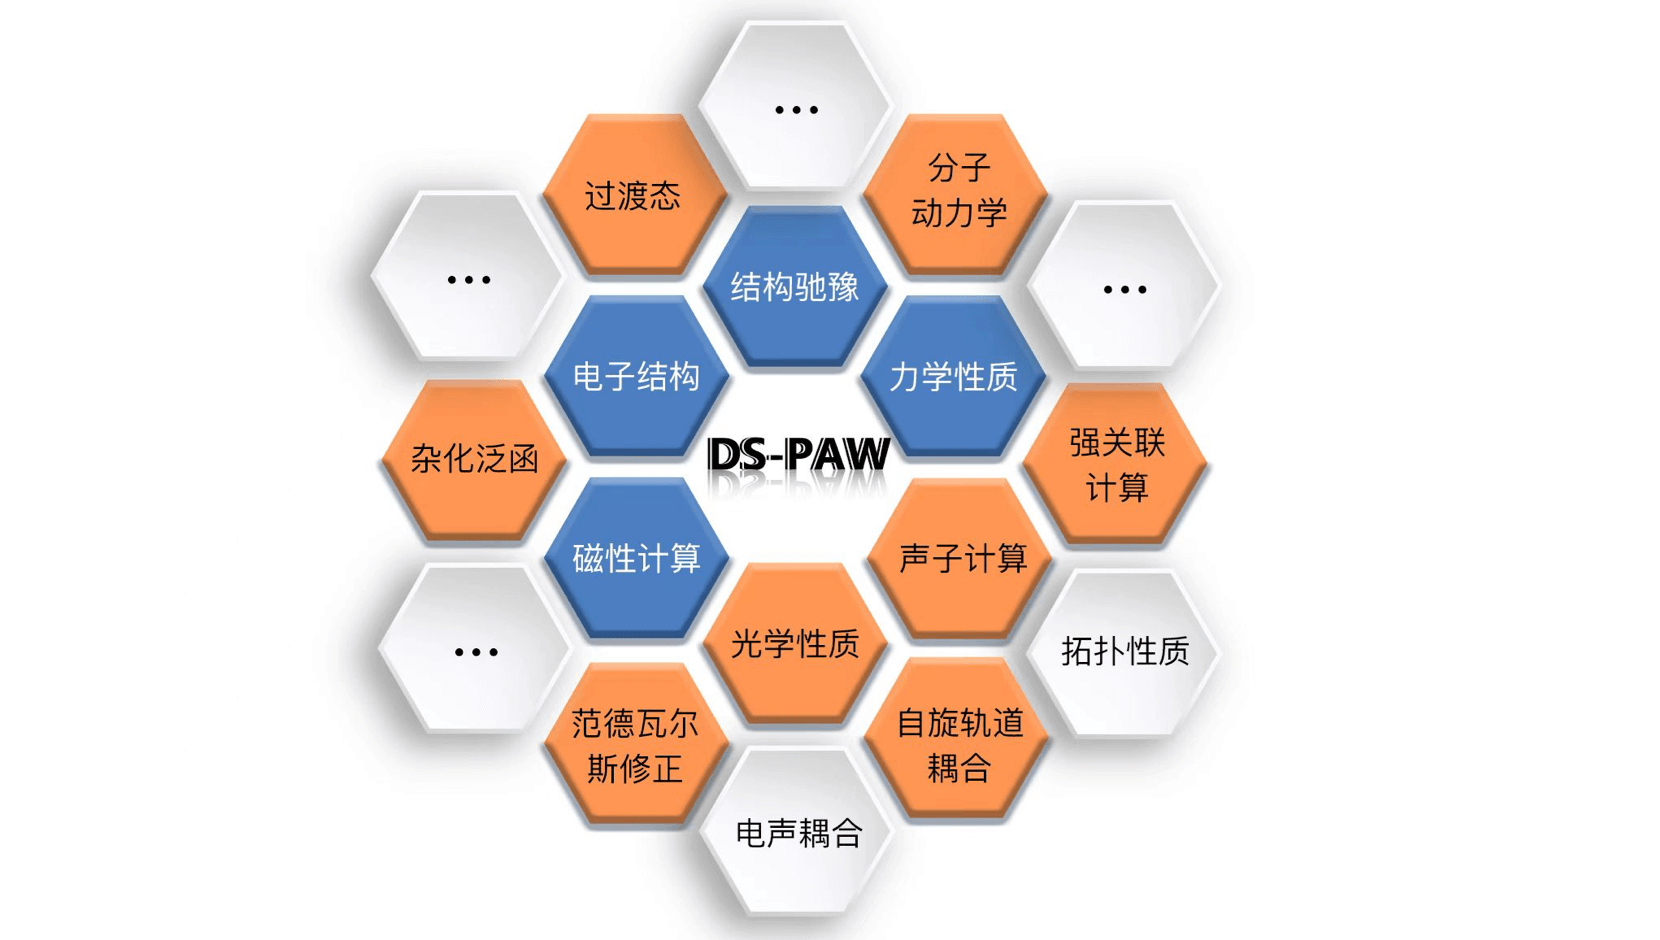 ...
过渡态
分子
动力学
...
结构驰豫
...
电子结构
力学性质
杂化泛函
DS-PAW
强关联
计算
磁性计算
声子计算
...
光学性质
拓扑性质
范德瓦尔
斯修正
自旋轨道
耦合
电声耦合